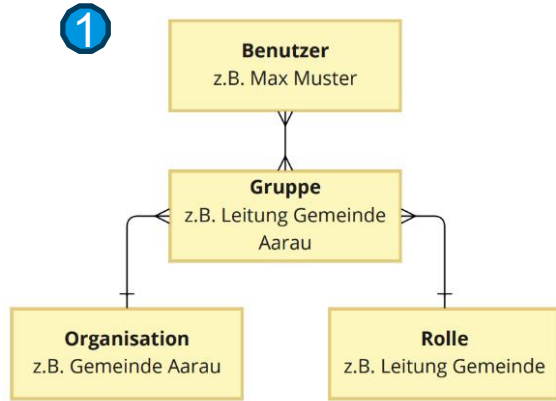 1
Benutzer
z.B. Max Muster
Gruppe
z.B. Leitung Gemeinde
Aarau
Organisation
z.B. Gemeinde Aarau
Rolle
z.B. Leitung Gemeinde